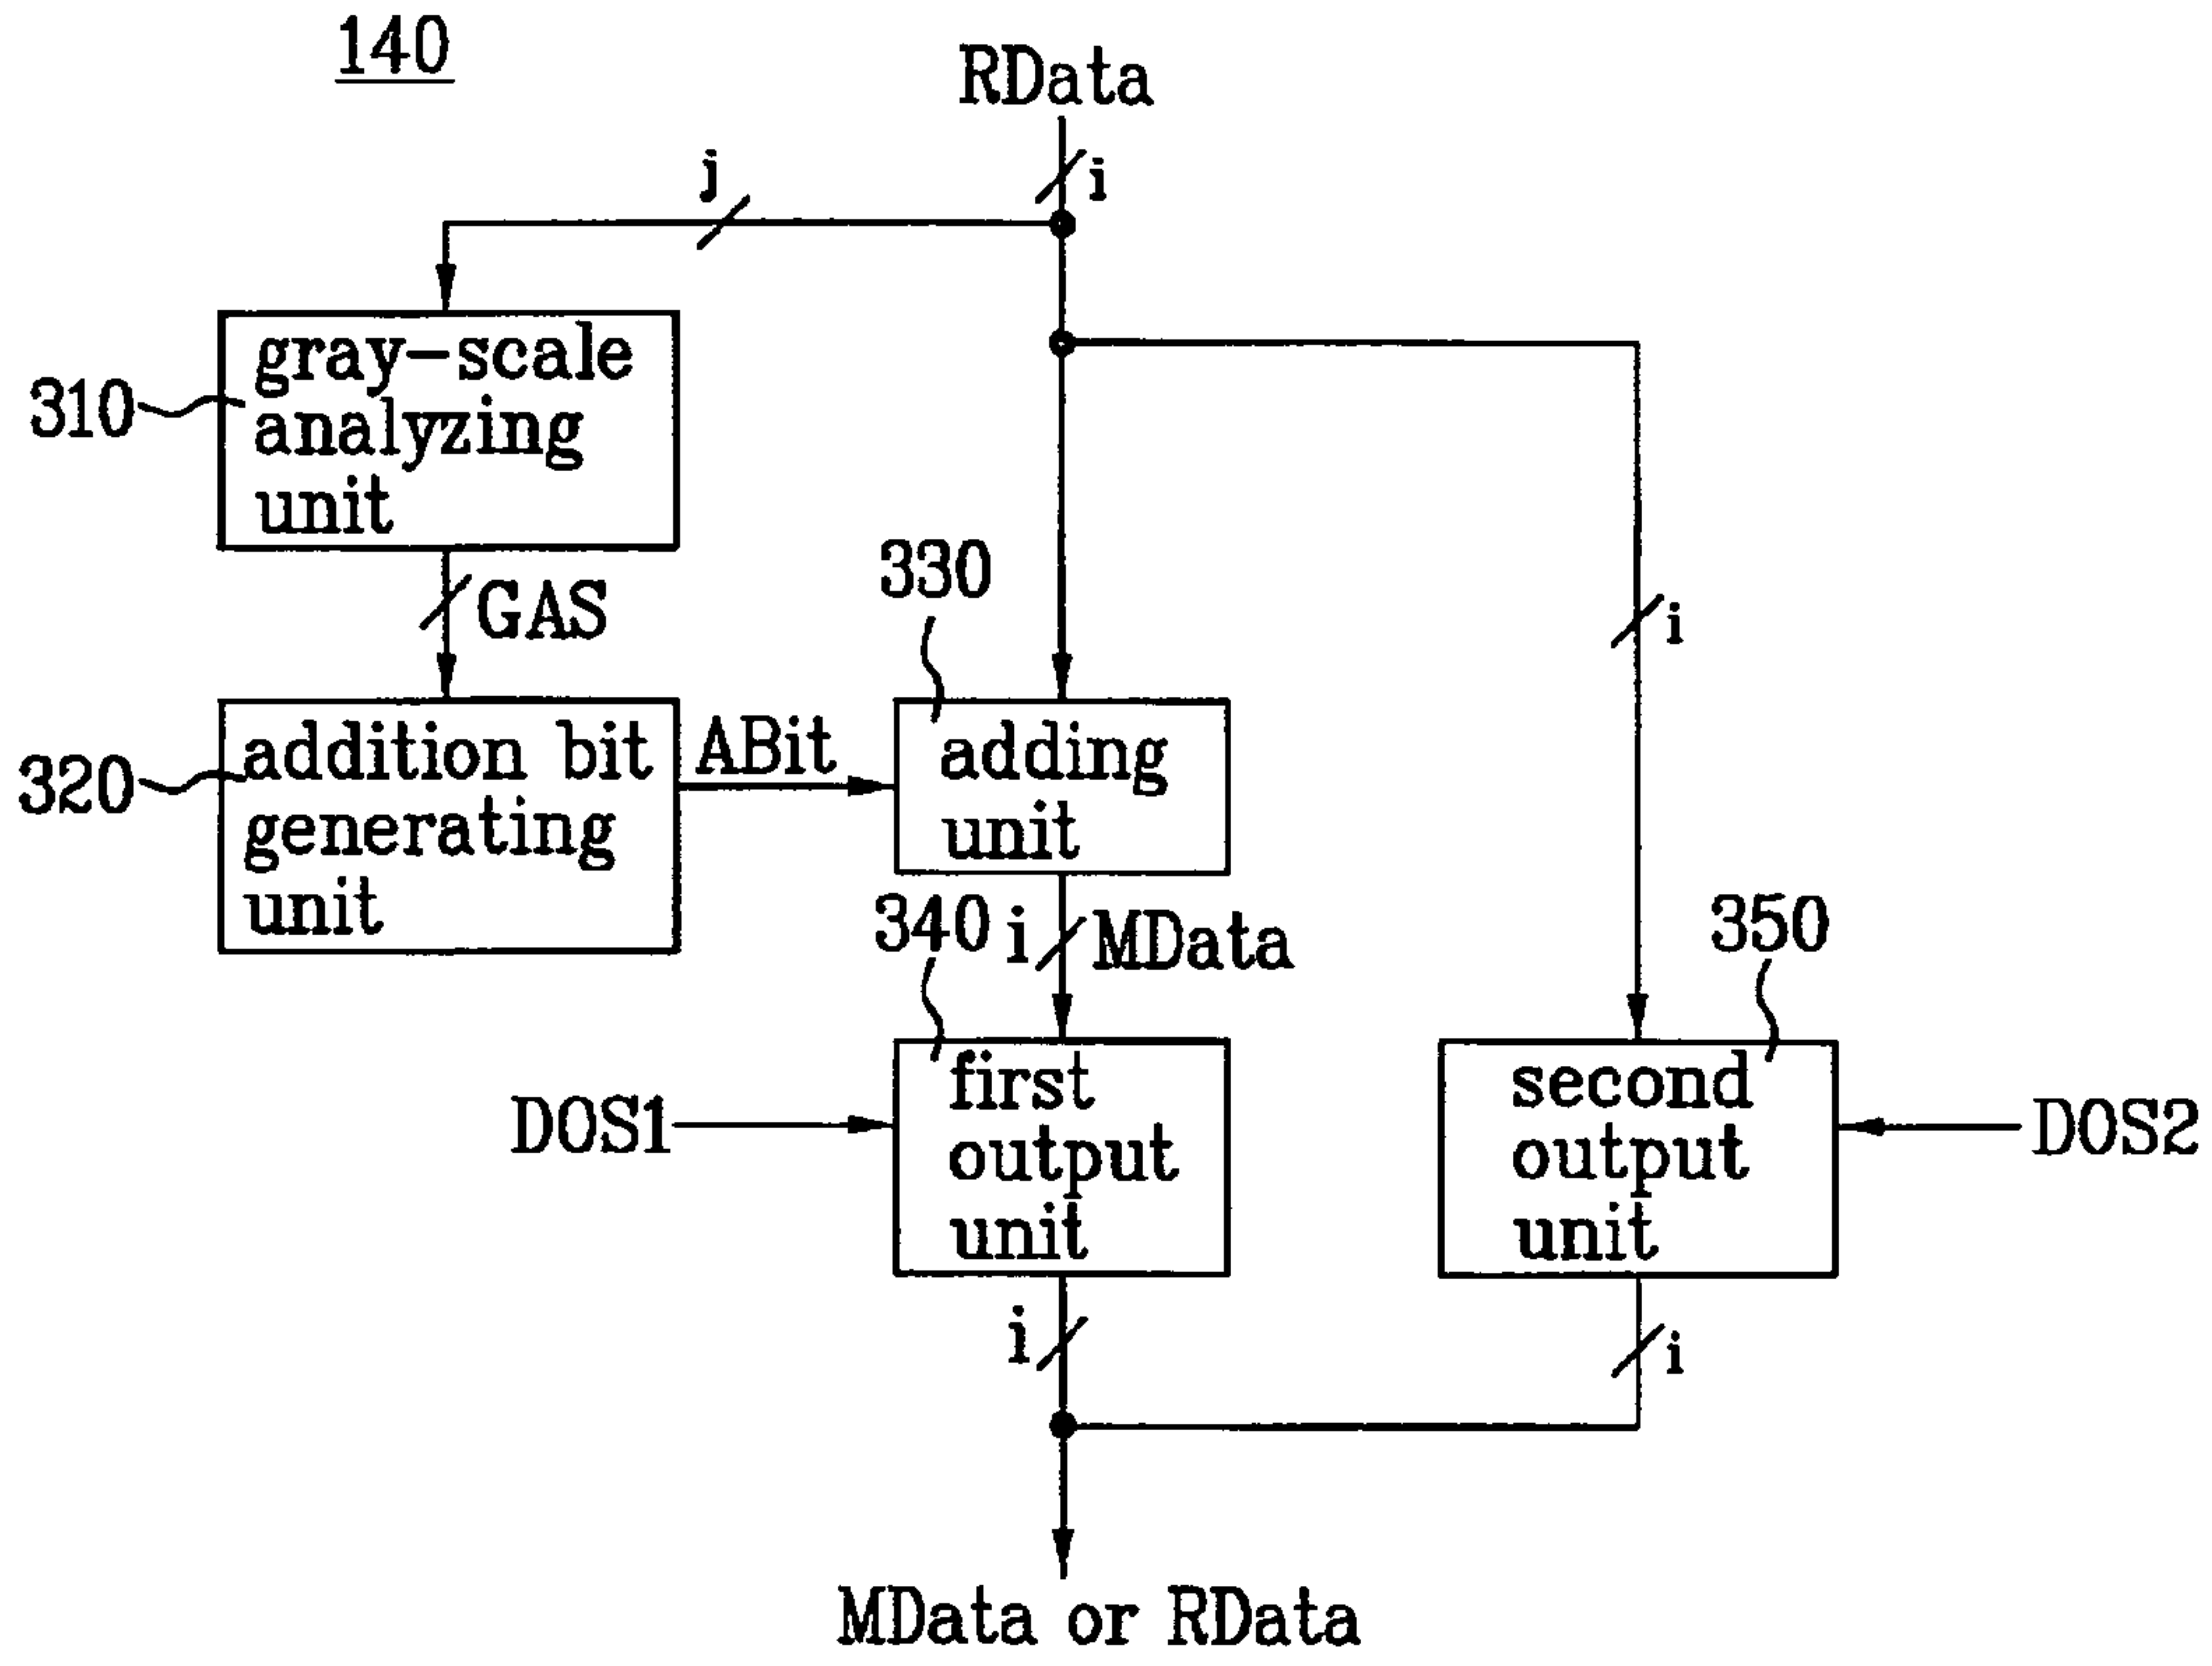 140
RData
j
i
gray-scale
analyzing
unit
310
GAS
330
i
320
addition bit
generating
unit
ABit
adding
unit
340
i
MData
350
DOS1
first
output
unit
second
output
unit
DOS2
i
i
MData or RData